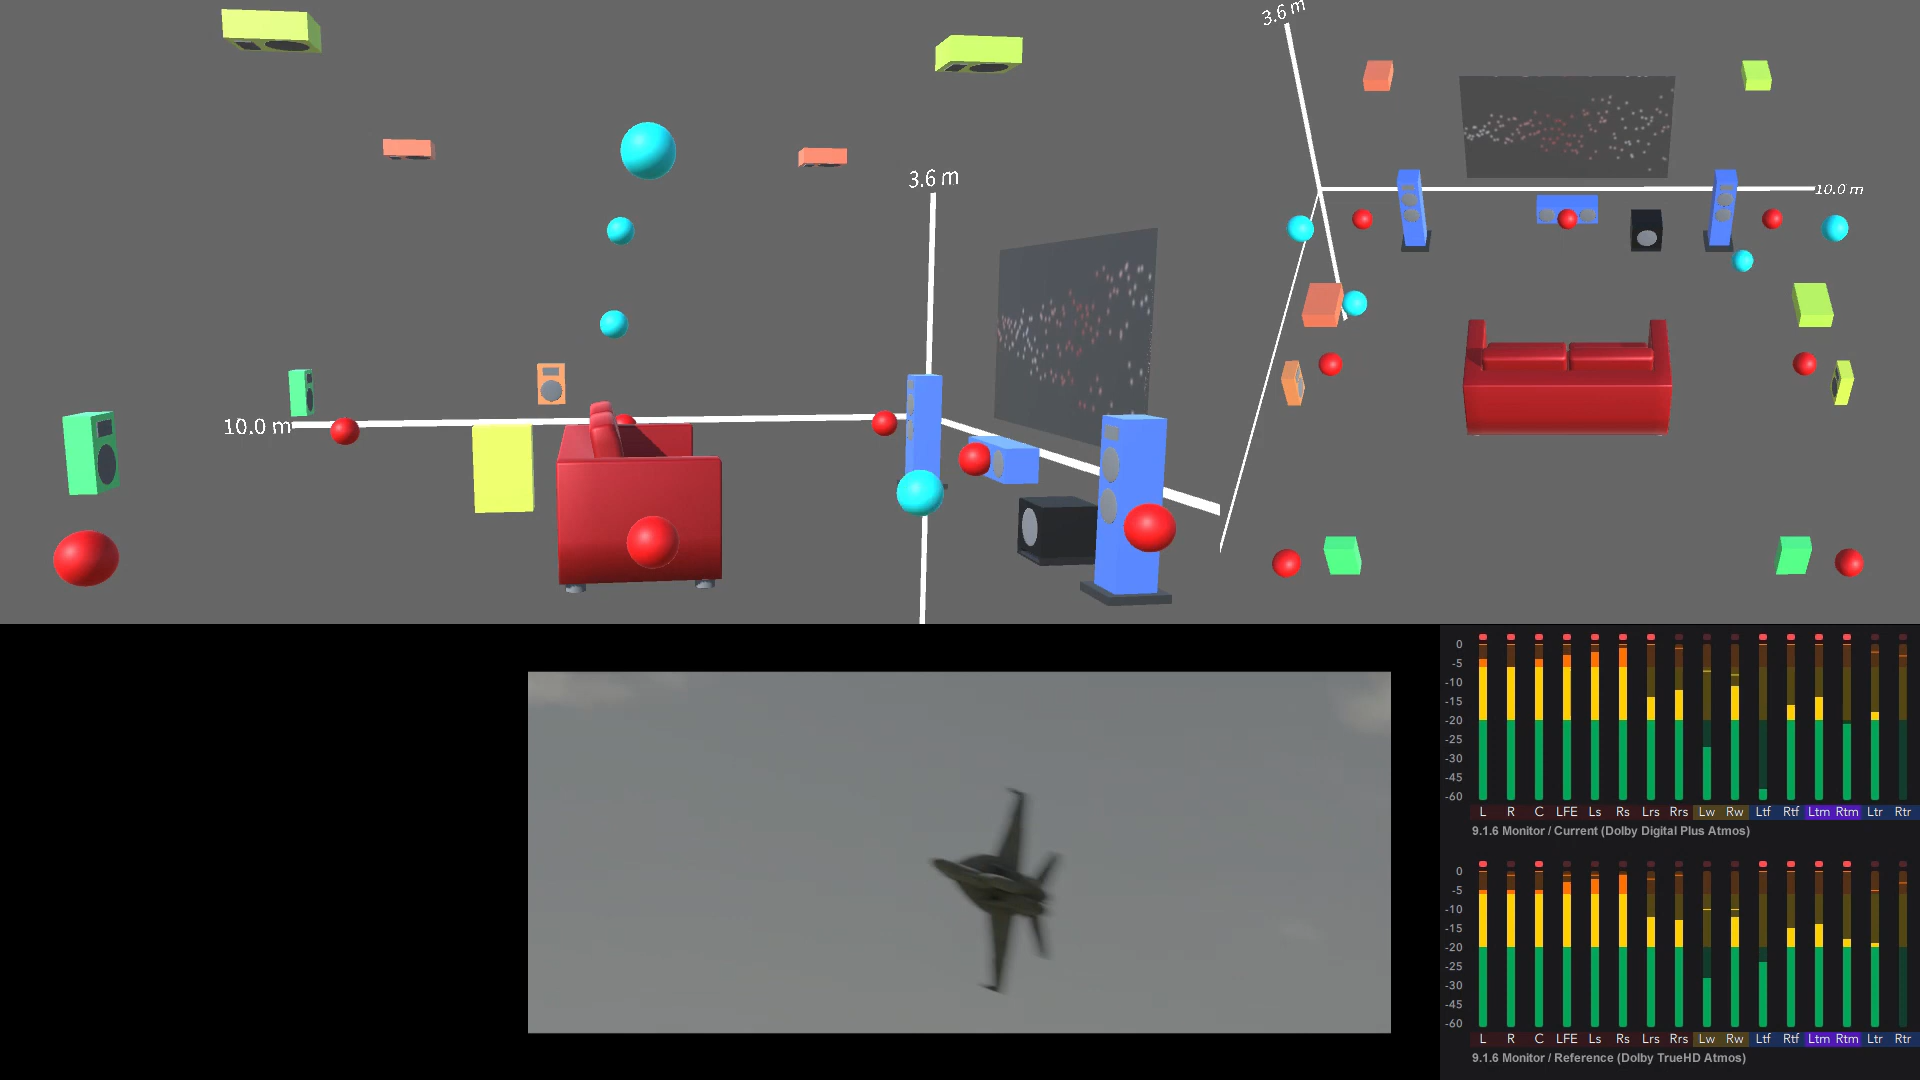 3.6 m
3.6 m
10.0 m
10.0 m
0
-5
-10
-15
-20
-25
-30
-45
-60
L R C LFE Ls Rs Lrs Rrs Lw Rw Ltf Rtf Ltm Rtm Ltr Rtr
9.1.6 Monitor / Current (Dolby Digital Plus Atmos)
0
-5
-10
-15
-20
-25
-30
-45
-60
L R C LFE Ls Rs Lrs Rrs Lw Rw Ltf Rtf Ltm Rtm Ltr Rtr
9.1.6 Monitor / Reference (Dolby TrueHD Atmos)